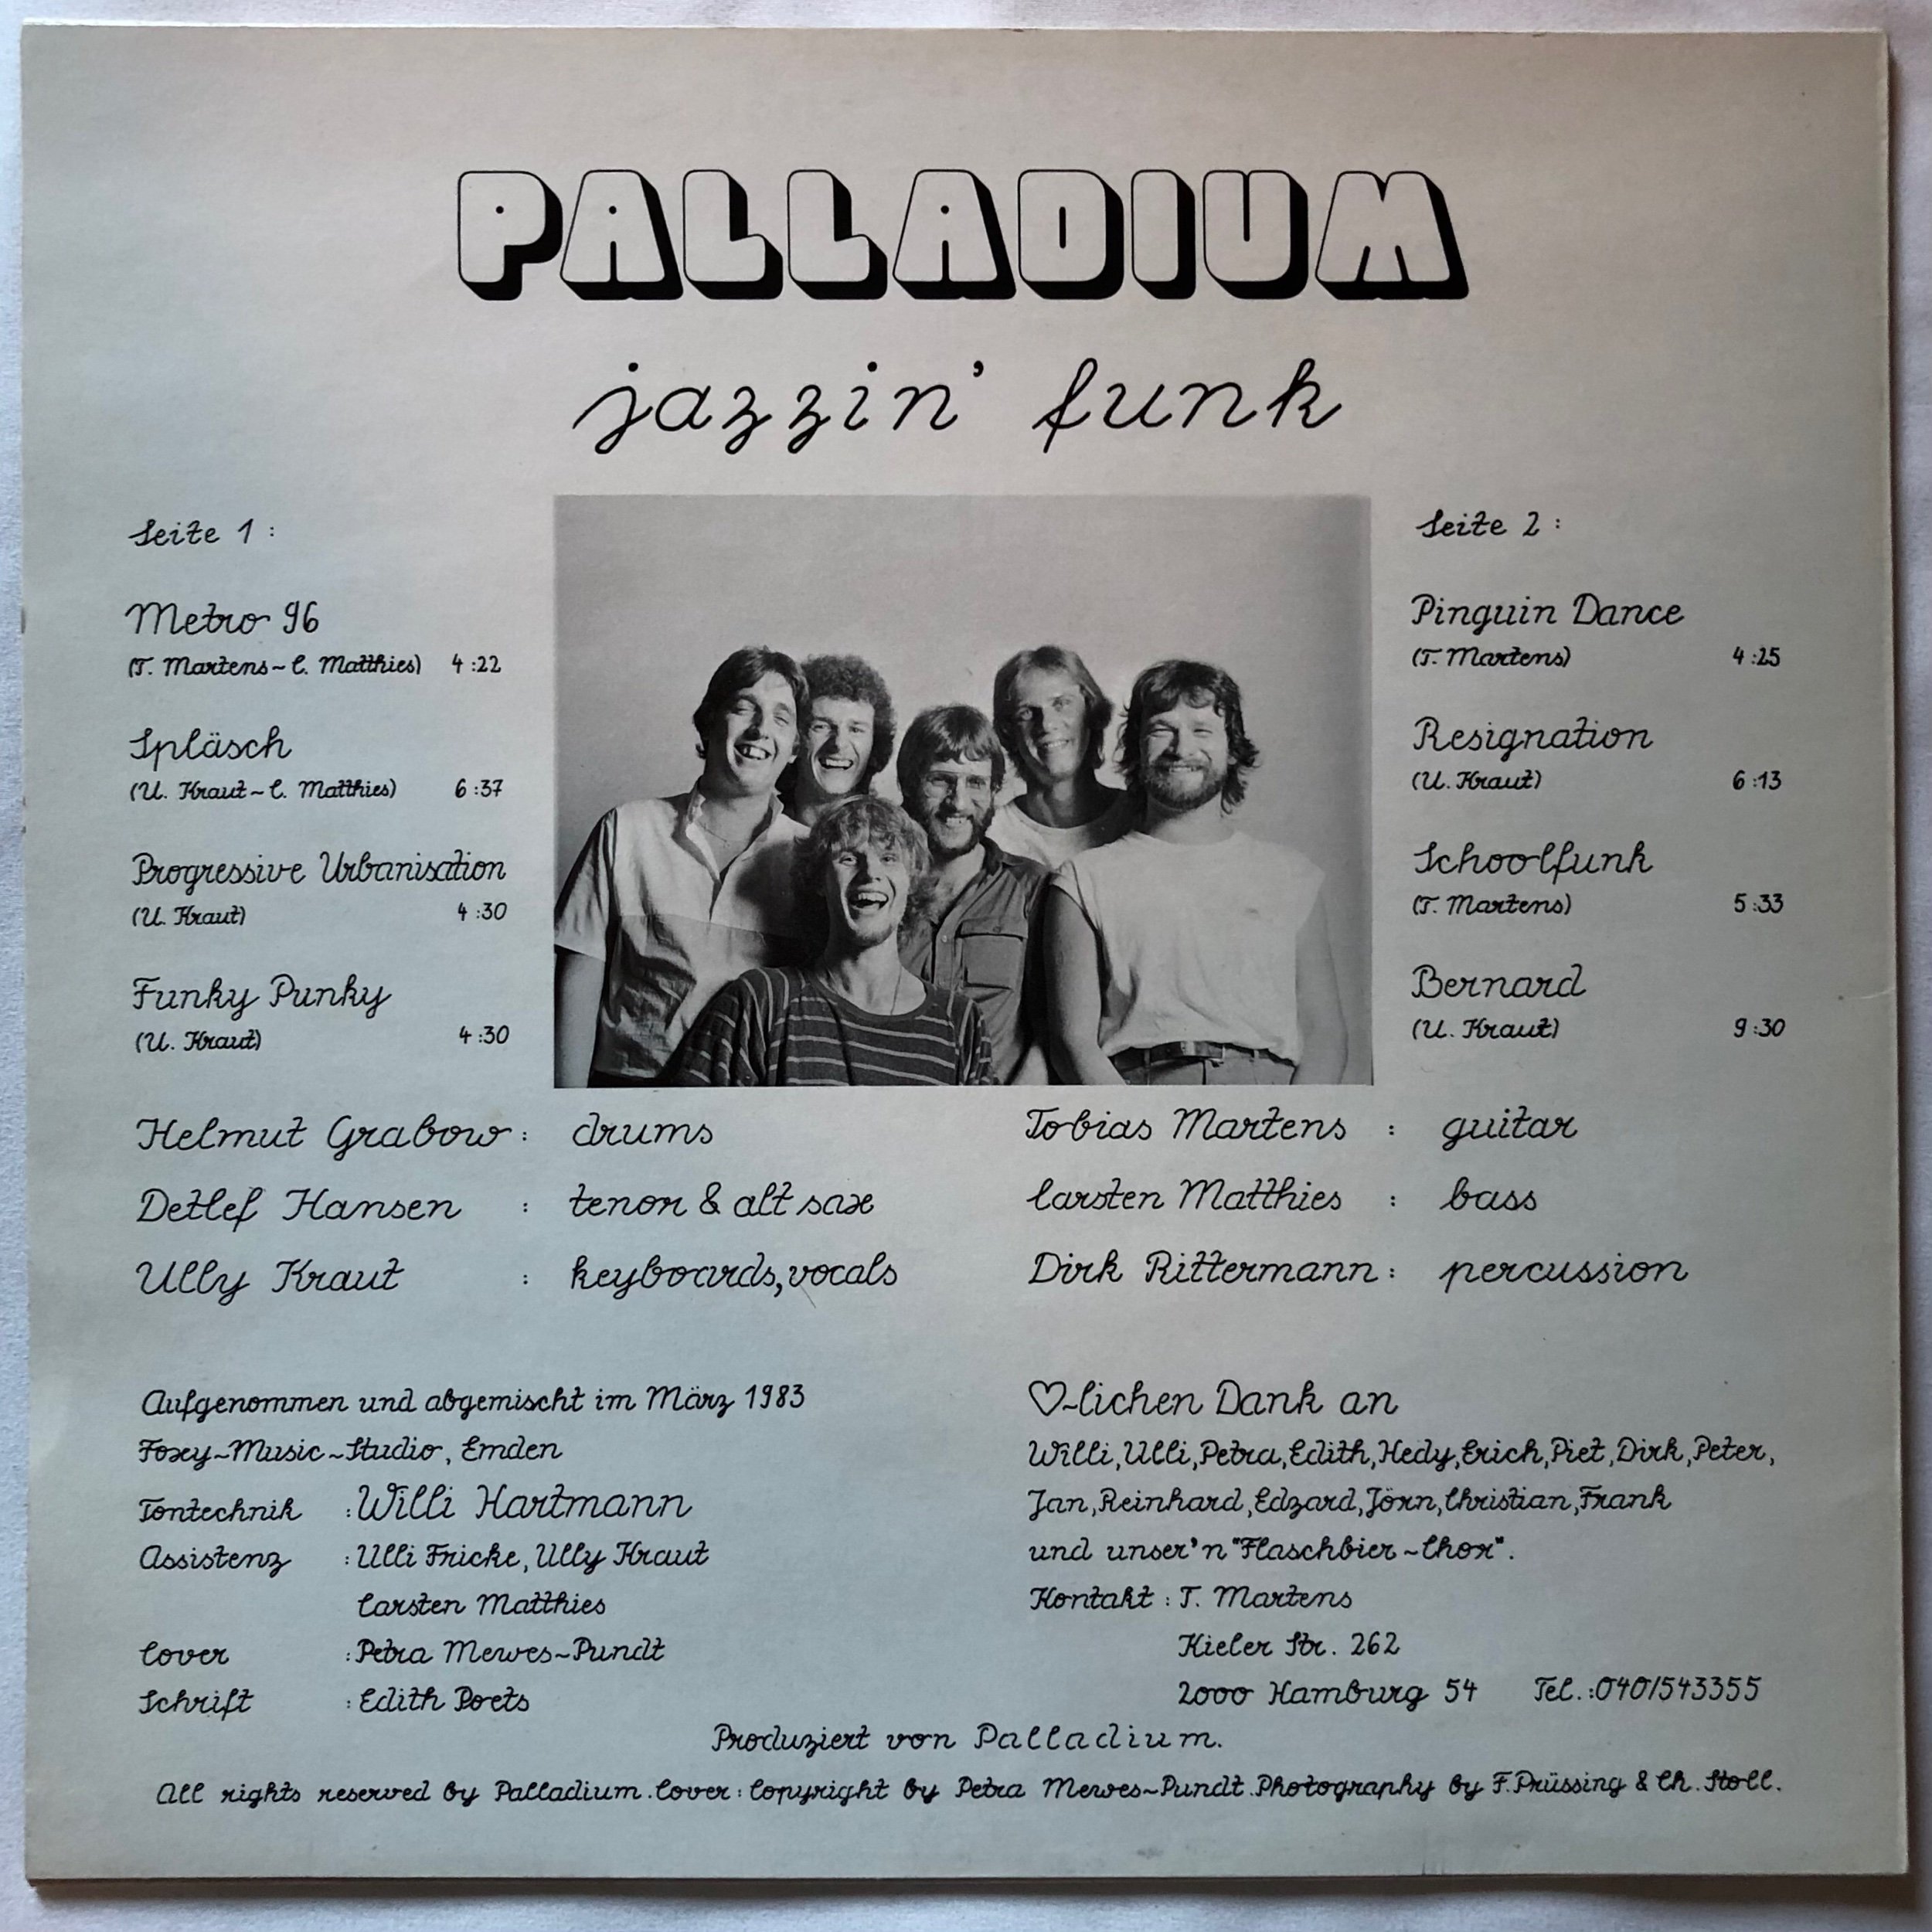 PALLADIUM
jazzin' funk
Seite 1 :
Metro 96
(T. Martens ~ C. Matthies) 4:22
Spläsch
(U. Kraut ~ C. Matthies) 6:37
Progressive Urbanisation
(U. Kraut) 4:30
Funky Punky
(U. Kraut) 4:30
Seite 2 :
Pinguin Dance
(T. Martens) 4:25
Resignation
(U. Kraut) 6:13
Schoolfunk
(T. Martens) 5:33
Bernard
(U. Kraut) 9:30
Helmut Grabow : drums
Detlef Hansen : tenor & alt sax
Ully Kraut : keyboards, vocals
Tobias Martens : guitar
Carsten Matthies : bass
Dirk Rittermann : percussion
Aufgenommen und abgemischt im März 1983
Foxy~Music~Studio, Emden
Tontechnik : Willi Hartmann
Assistenz : Ulli Fricke, Ully Kraut
Carsten Matthies
Cover : Petra Mewes~Pundt
Schrift : Edith Poets
♡~lichen Dank an
Willi, Ulli, Petra, Edith, Hedy, Erich, Piet, Dirk, Peter,
Jan, Reinhard, Edzard, Jörn, Christian, Frank
und unser'n "Flaschbier~Chor".
Kontakt : T. Martens
Kieler Str. 262
2000 Hamburg 54 Tel.: 040/543355
Produziert von Palladium.
All rights reserved by Palladium. Cover: Copyright by Petra Mewes~Pundt. Photography by F. Prüssing & Ch. Stoll.